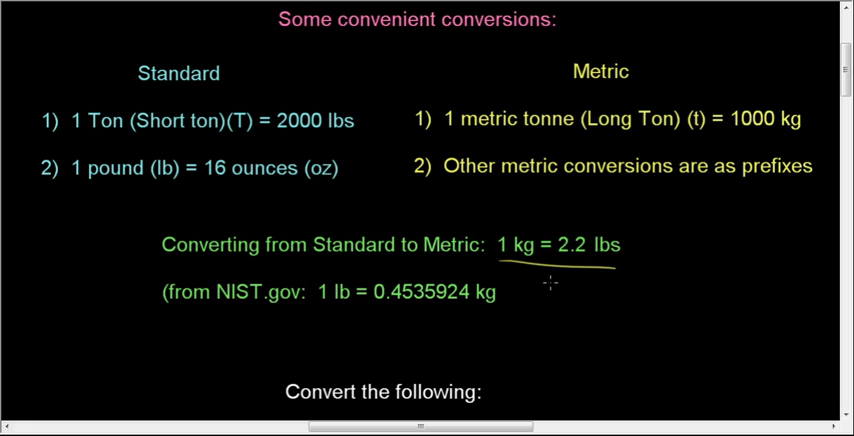 Some convenient conversions:
Standard
1) 1 Ton (Short ton)(T) = 2000 lbs
2) 1 pound (lb) = 16 ounces (oz)
Metric
1) 1 metric tonne (Long Ton) (t) = 1000 kg
2) Other metric conversions are as prefixes
Converting from Standard to Metric: 1 kg = 2.2 lbs
(from NIST.gov: 1 lb = 0.4535924 kg
Convert the following: